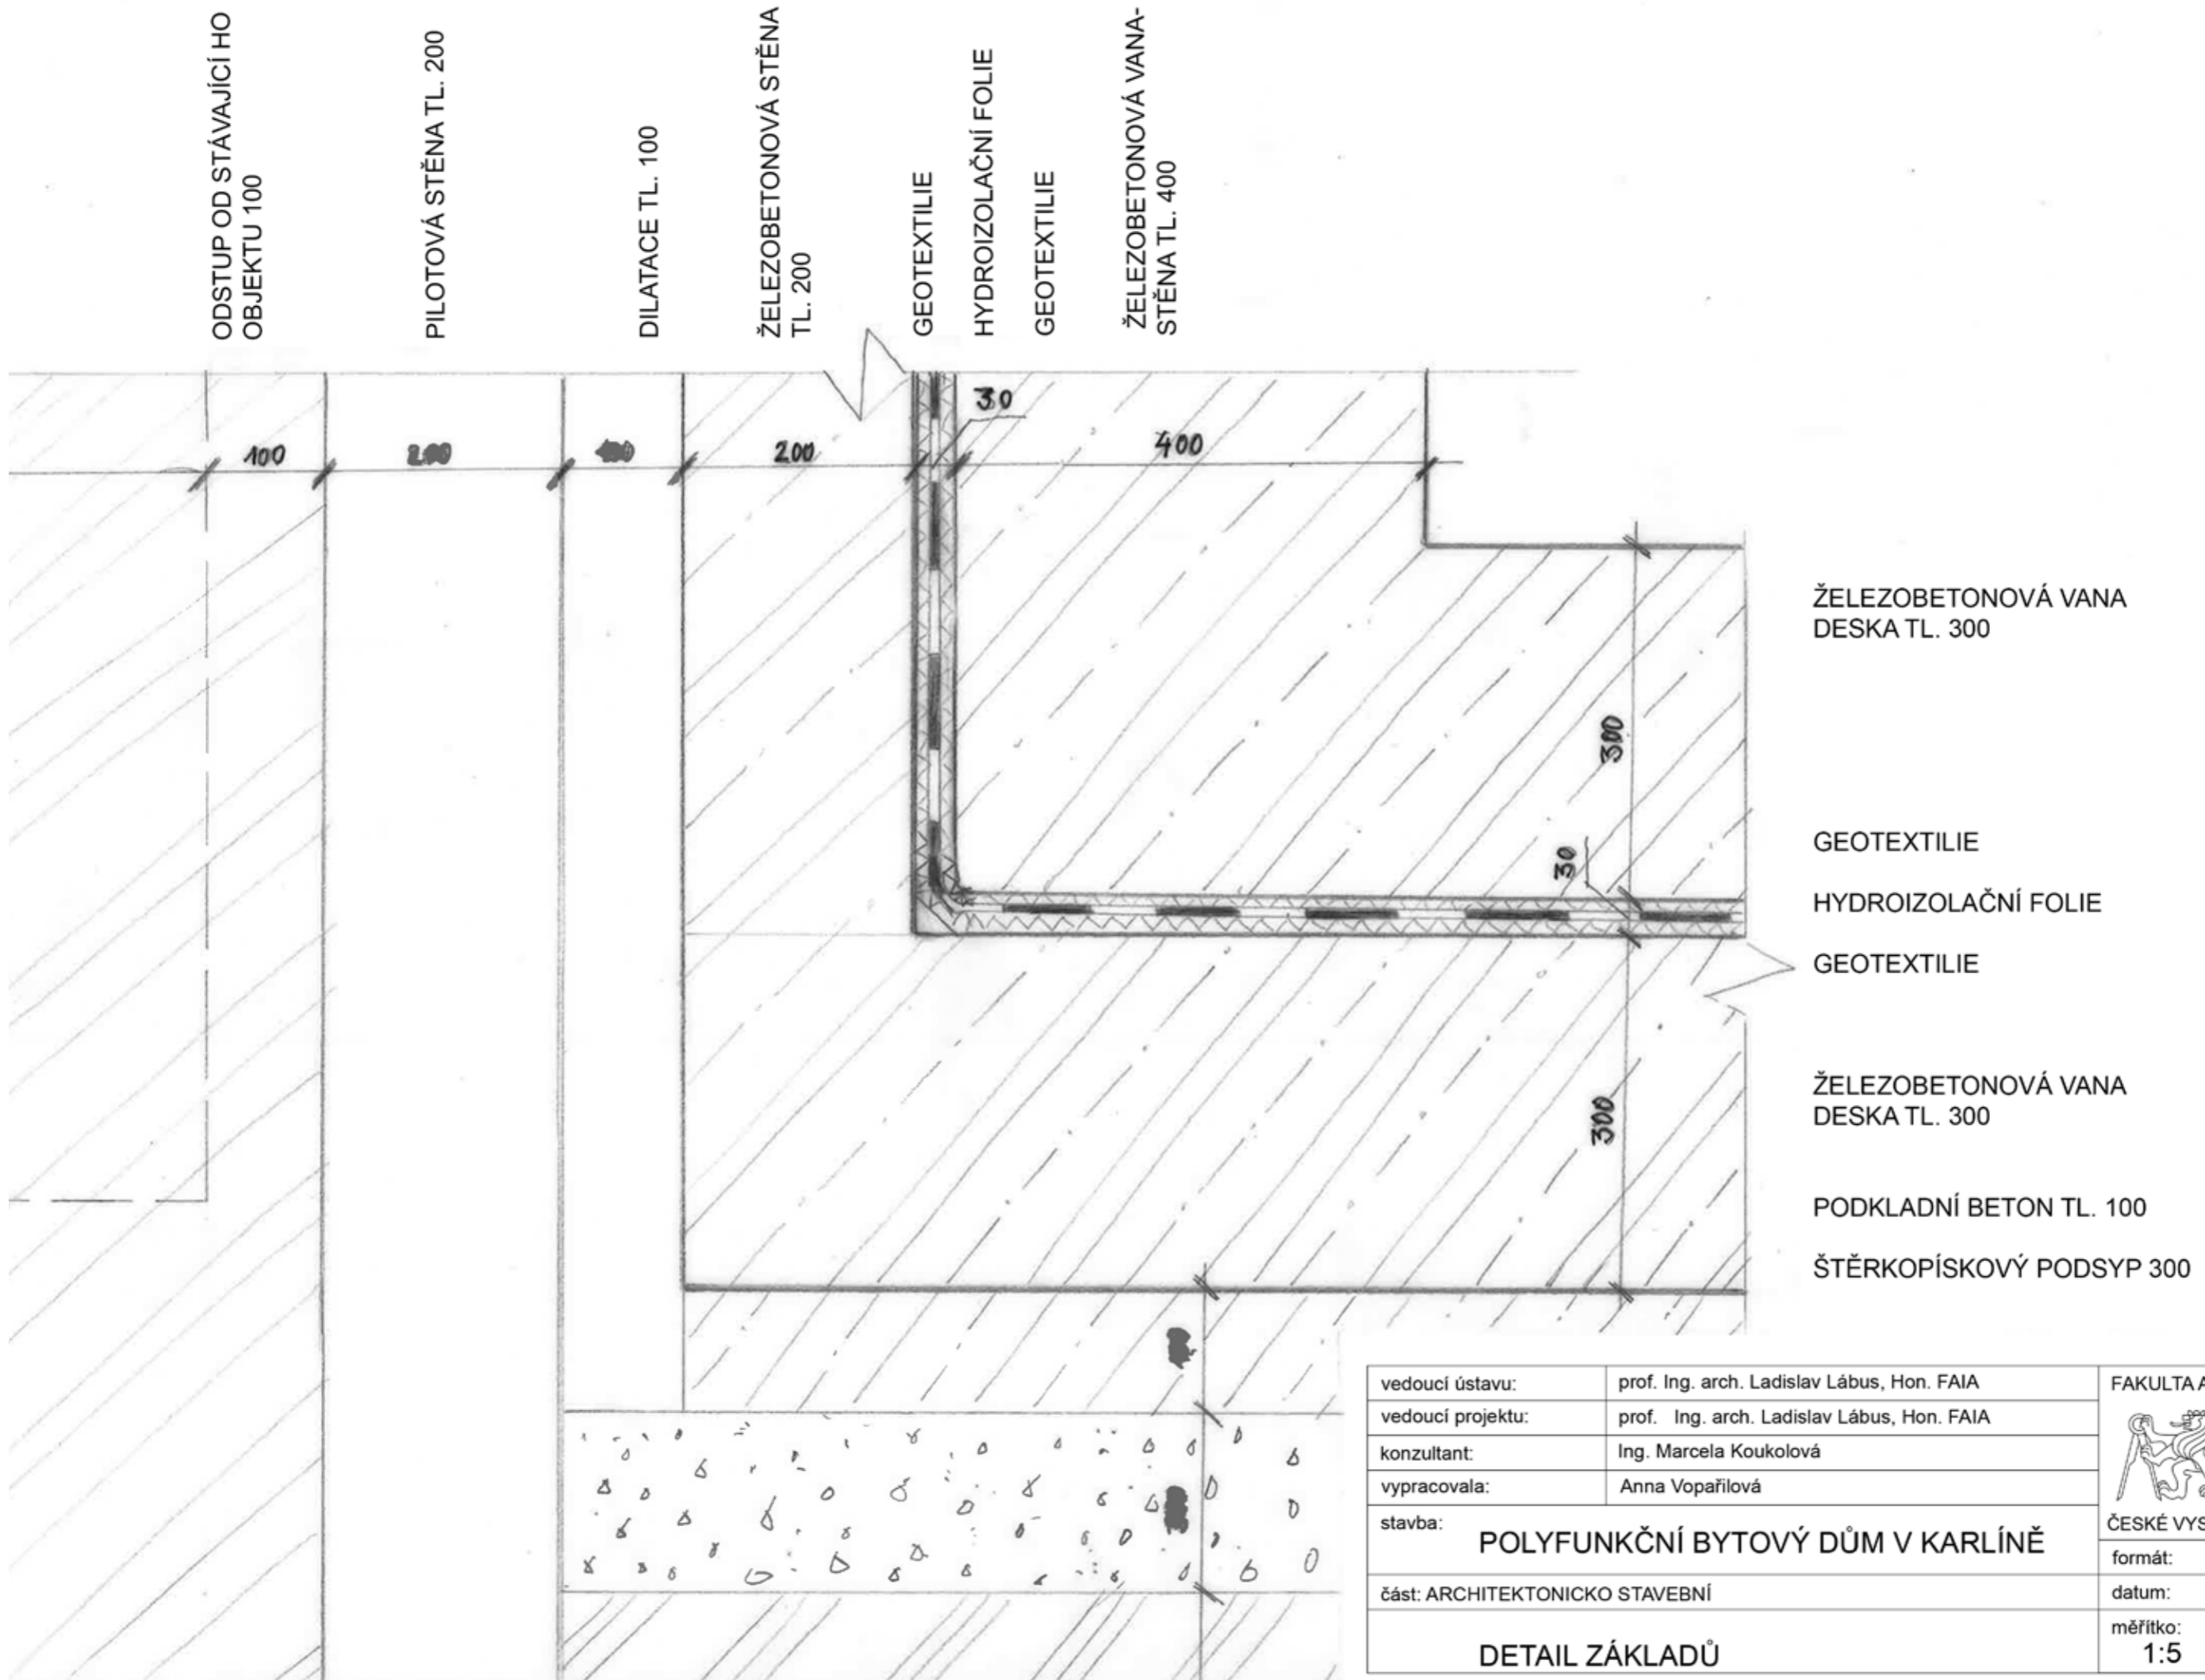 ODSTUP OD STÁVAJÍCÍ HO
OBJEKTU 100
PILOTOVÁ STĚNA TL. 200
DILATACE TL. 100
ŽELEZOBETONOVÁ STĚNA
TL. 200
GEOTEXTILIE
HYDROIZOLAČNÍ FOLIE
GEOTEXTILIE
ŽELEZOBETONOVÁ VANA-
STĚNA TL. 400
30
100
200
400
ŽELEZOBETONOVÁ VANA
DESKA TL. 300
300
GEOTEXTILIE
30
HYDROIZOLAČNÍ FOLIE
GEOTEXTILIE
ŽELEZOBETONOVÁ VANA
DESKA TL. 300
300
PODKLADNÍ BETON TL. 100
ŠTĚRKOPÍSKOVÝ PODSYP 300
vedoucí ústavu: prof. Ing. arch. Ladislav Lábus, Hon. FAIA
vedoucí projektu: prof. Ing. arch. Ladislav Lábus, Hon. FAIA
konzultant: Ing. Marcela Koukolová
vypracovala: Anna Vopařilová
stavba: POLYFUNKČNÍ BYTOVÝ DŮM V KARLÍNĚ
část: ARCHITEKTONICKO STAVEBNÍ
DETAIL ZÁKLADŮ
FAKULTA A
ČESKÉ VYS
formát:
datum:
měřítko:
1:5